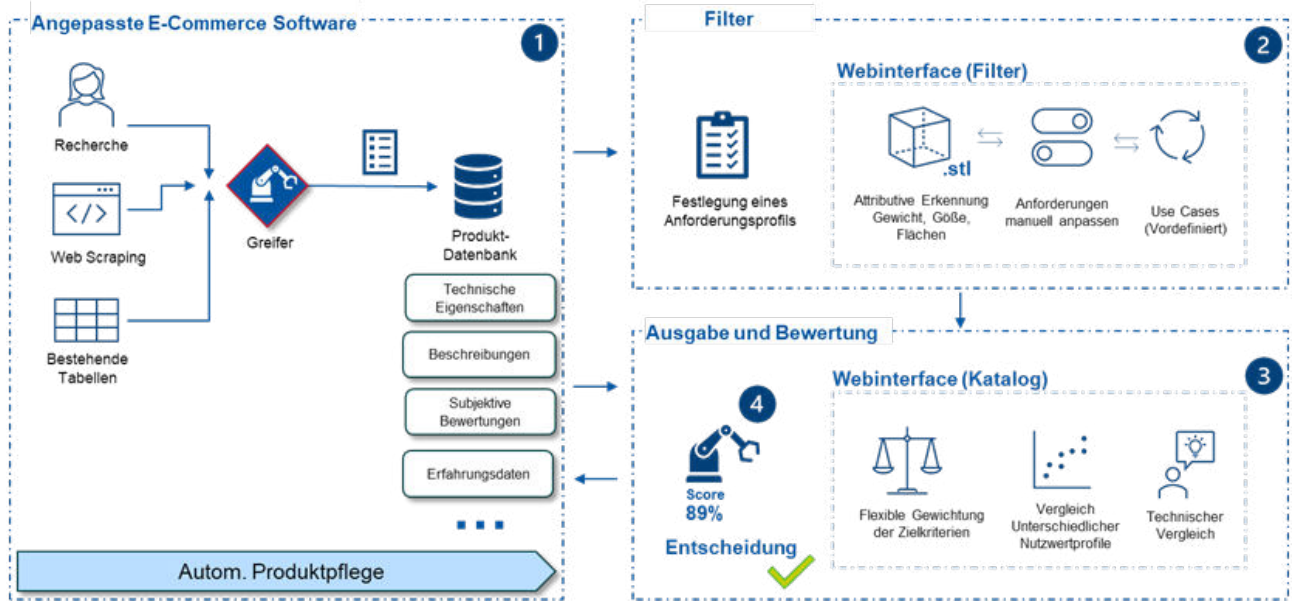 Angepasste E-Commerce Software
1
Recherche
</>
Web Scraping
Bestehende
Tabellen
Greifer
Produkt-
Datenbank
Technische
Eigenschaften
Beschreibungen
Subjektive
Bewertungen
Erfahrungsdaten
Autom. Produktpflege
Filter
2
Festlegung eines
Anforderungsprofils
Webinterface (Filter)
.stl
Attributive Erkennung
Gewicht, Göße,
Flächen
Anforderungen
manuell anpassen
Use Cases
(Vordefiniert)
Ausgabe und Bewertung
3
4
Score
89%
Entscheidung
Webinterface (Katalog)
Flexible Gewichtung
der Zielkriterien
Vergleich
Unterschiedlicher
Nutzwertprofile
Technischer
Vergleich